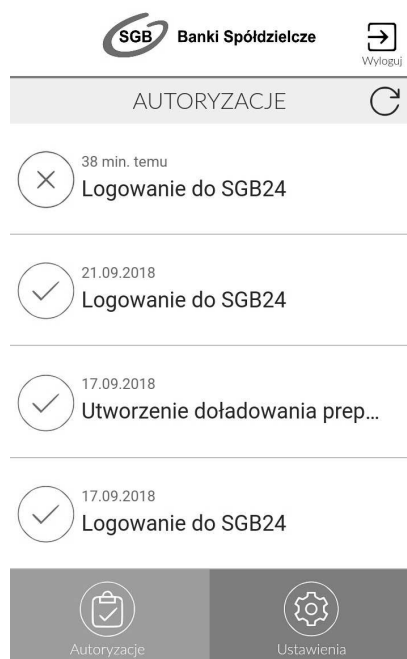 SGB Banki Spółdzielcze
Wyloguj
AUTORYZACJE
38 min. temu
Logowanie do SGB24
21.09.2018
Logowanie do SGB24
17.09.2018
Utworzenie doładowania prep...
17.09.2018
Logowanie do SGB24
Autoryzacje
Ustawienia